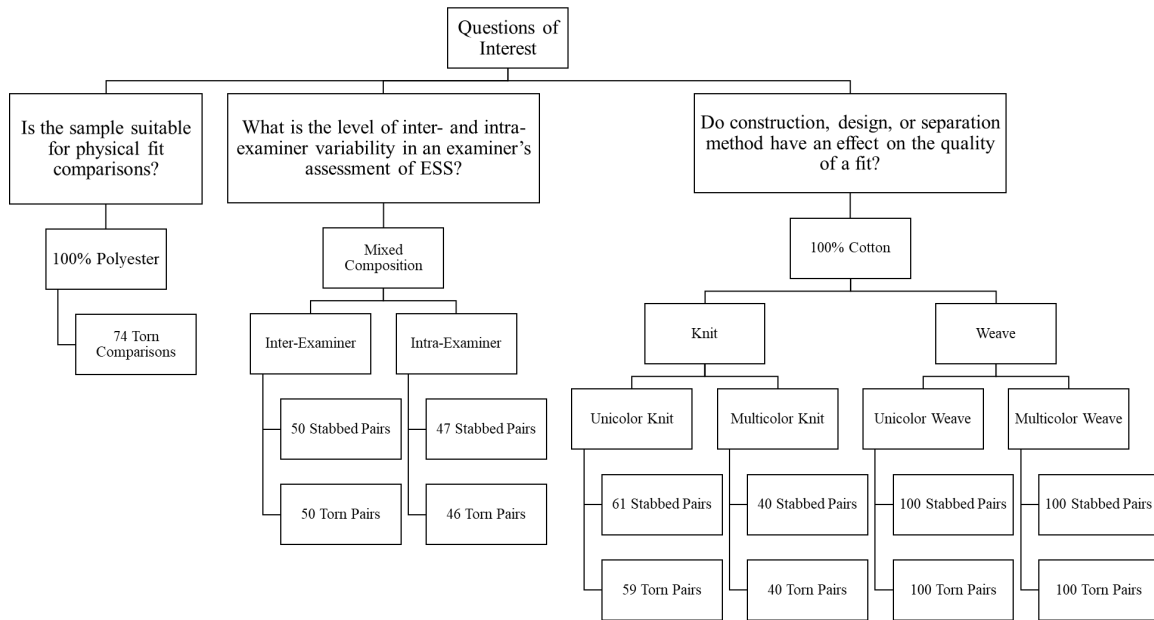 Questions of
Interest
Is the sample suitable
for physical fit
comparisons?
What is the level of inter- and intra-
examiner variability in an examiner’s
assessment of ESS?
Do construction, design, or separation
method have an effect on the quality
of a fit?
100% Polyester
Mixed
Composition
100% Cotton
74 Torn
Comparisons
Inter-Examiner
Intra-Examiner
Knit
Weave
50 Stabbed Pairs
47 Stabbed Pairs
50 Torn Pairs
46 Torn Pairs
Unicolor Knit
Multicolor Knit
Unicolor Weave
Multicolor Weave
61 Stabbed Pairs
40 Stabbed Pairs
100 Stabbed Pairs
100 Stabbed Pairs
59 Torn Pairs
40 Torn Pairs
100 Torn Pairs
100 Torn Pairs